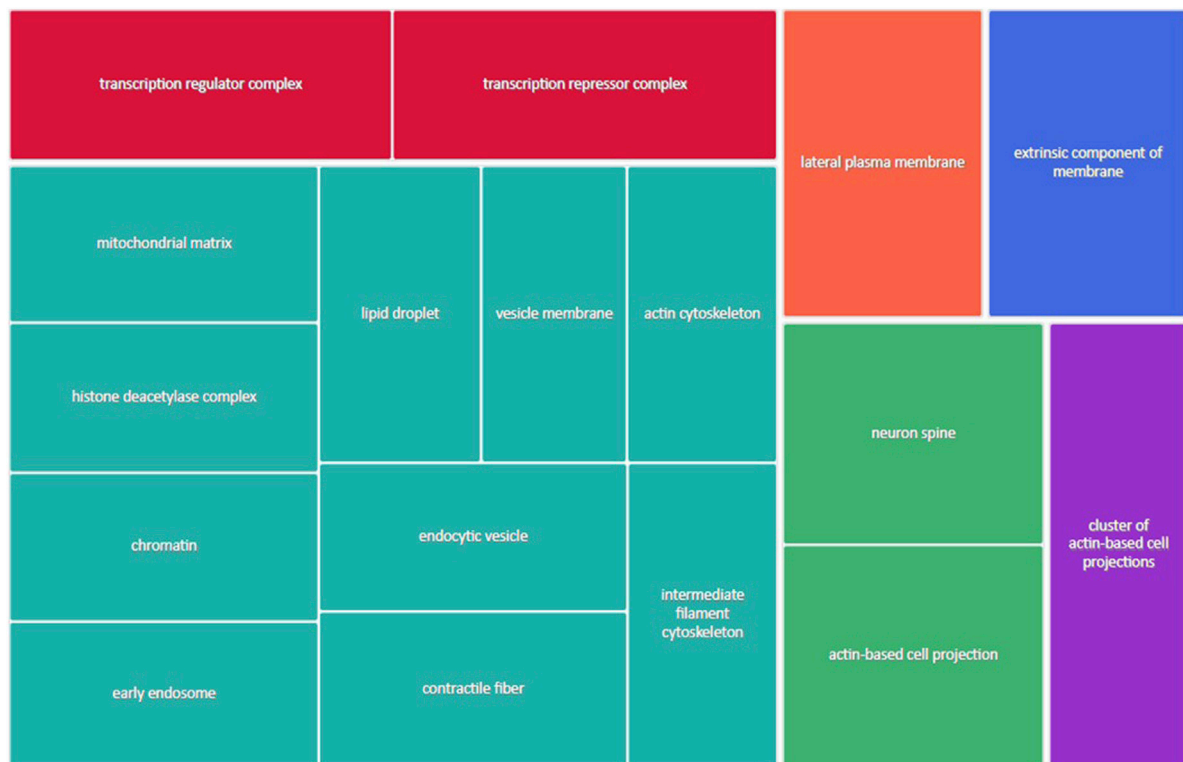 transcription regulator complex
transcription repressor complex
lateral plasma membrane
extrinsic component of
membrane
mitochondrial matrix
lipid droplet
vesicle membrane
actin cytoskeleton
histone deacetylase complex
neuron spine
chromatin
endocytic vesicle
cluster of
actin-based cell
projections
intermediate
filament
cytoskeleton
actin-based cell projection
early endosome
contractile fiber